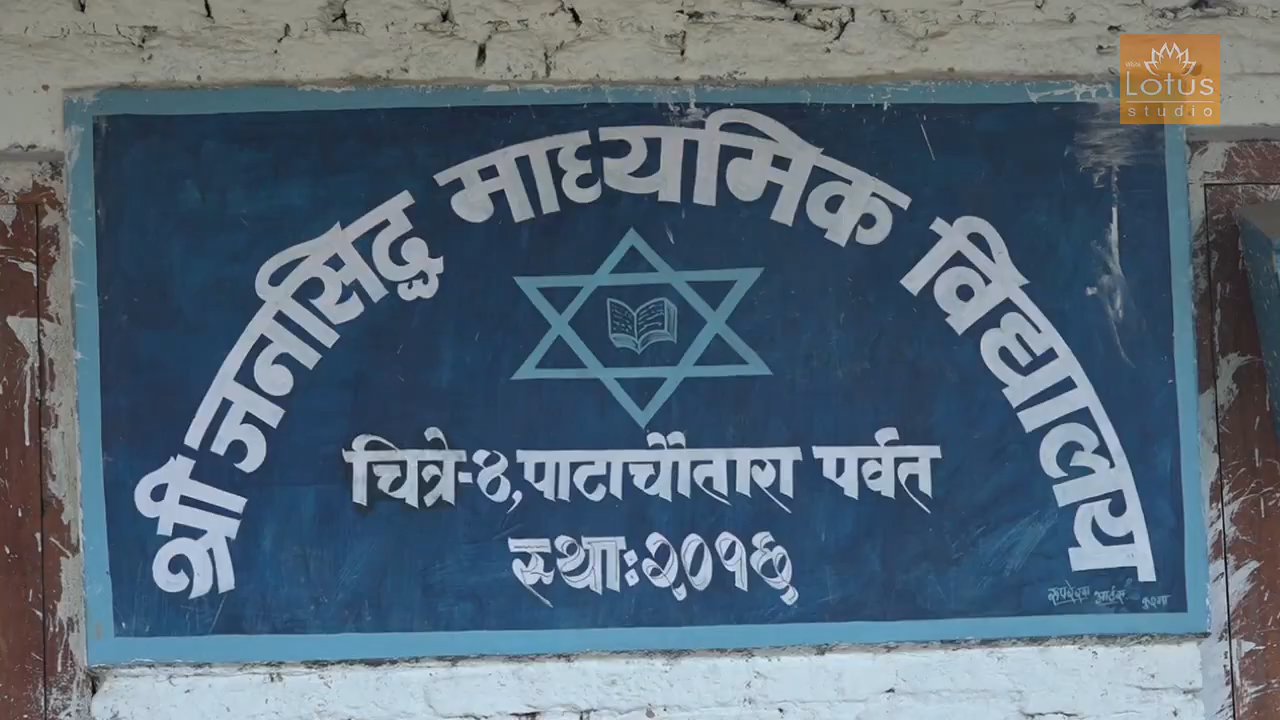 Lotus
studio
श्री जनसिद्ध माध्यमिक विद्यालय
चित्रे-४, पाटाचौतारा पर्वत
स्थाः २०१६